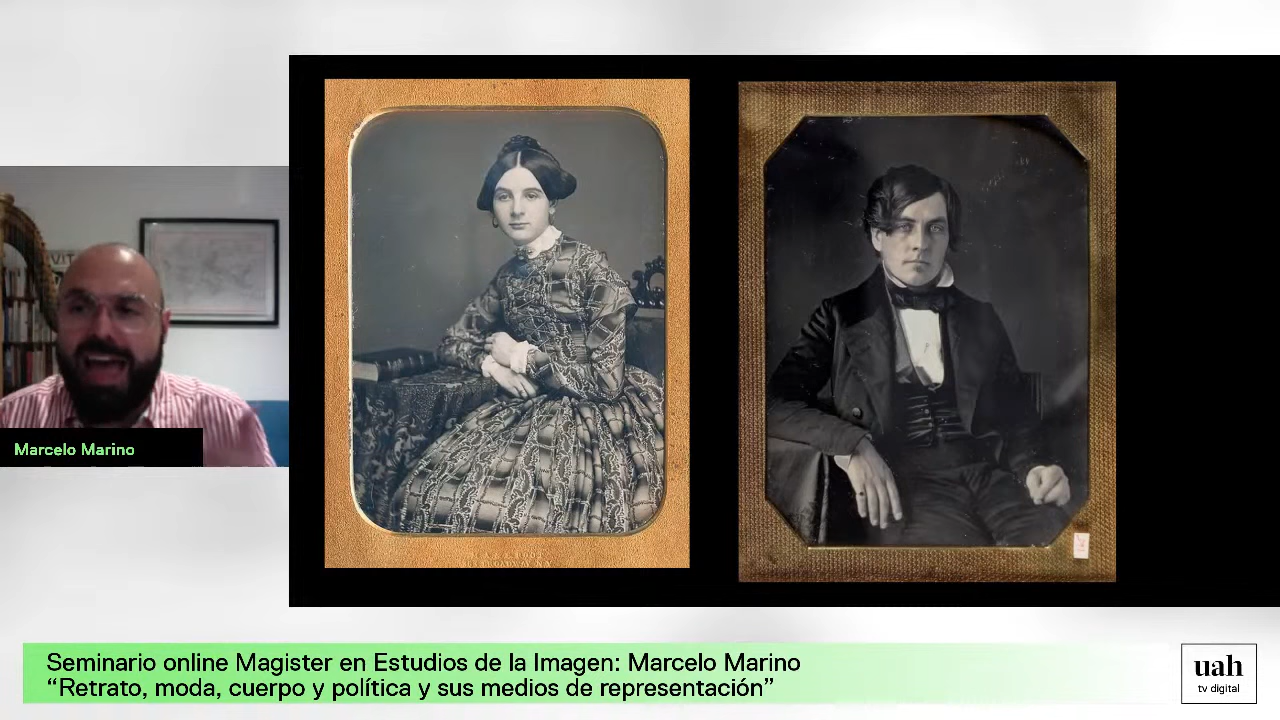 Marcelo Marino
Seminario online Magister en Estudios de la Imagen: Marcelo Marino
“Retrato, moda, cuerpo y política y sus medios de representación”
uah
tv digital